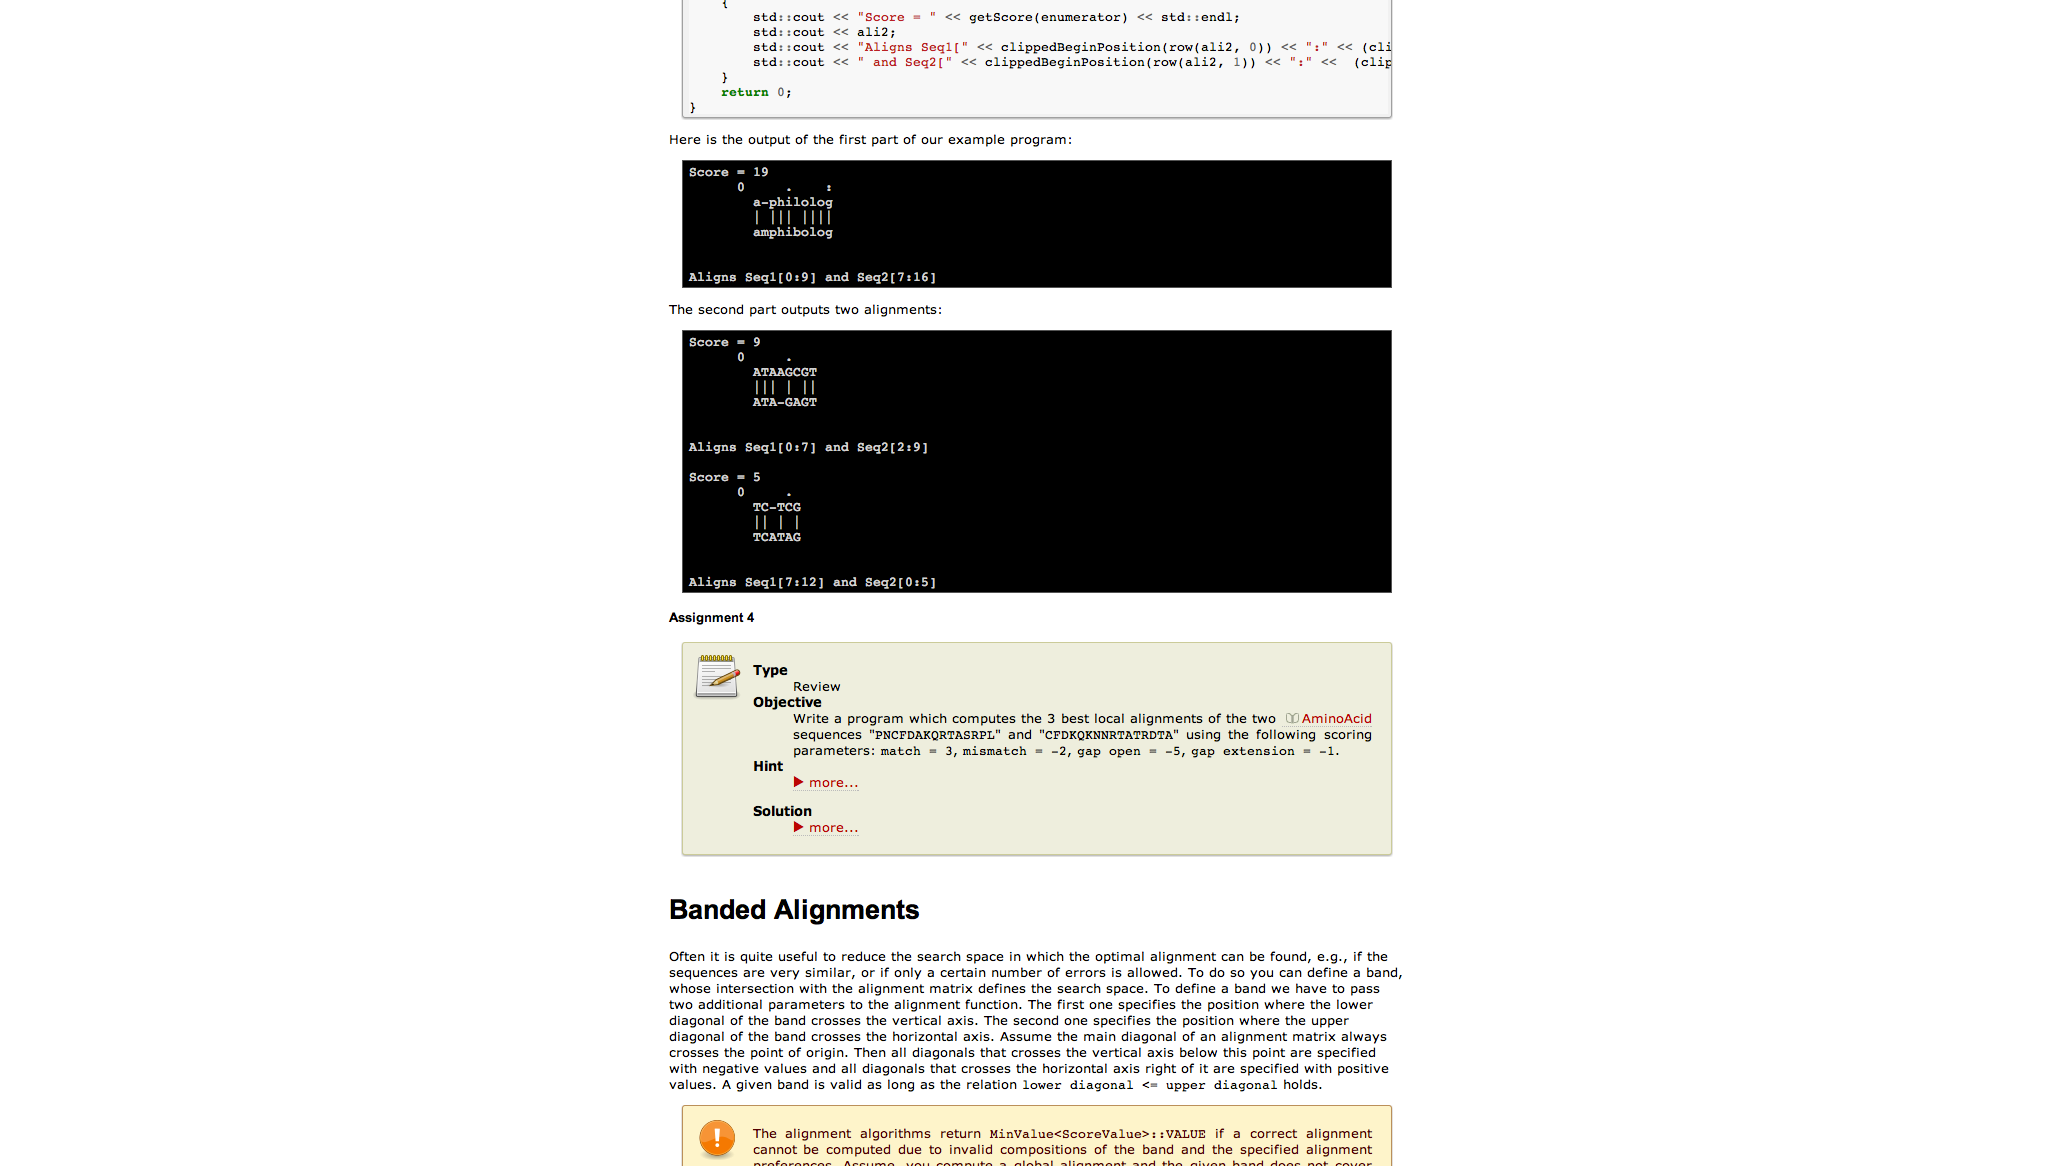 {
std::cout << "Score = " << getScore(enumerator) << std::endl;
std::cout << ali2;
std::cout << "Aligns Seq1[" << clippedBeginPosition(row(ali2, 0)) << ":" << (cli
std::cout << " and Seq2[" << clippedBeginPosition(row(ali2, 1)) << ":" <<  (clip
}
return 0;
}
Here is the output of the first part of our example program:
Score = 19
0     .    :
a-philolog
| ||| ||||
amphibolog
Aligns Seq1[0:9] and Seq2[7:16]
The second part outputs two alignments:
Score = 9
0     .
ATAAGCGT
||| | ||
ATA-GAGT
Aligns Seq1[0:7] and Seq2[2:9]
Score = 5
0     .
TC-TCG
|| | |
TCATAG
Aligns Seq1[7:12] and Seq2[0:5]
Assignment 4
Type
Review
Objective
Write a program which computes the 3 best local alignments of the two AminoAcid
sequences "PNCFDAKQRTASRPL" and "CFDKQKNNRTATRDTA" using the following scoring
parameters: match = 3, mismatch = -2, gap open = -5, gap extension = -1.
Hint
more...
Solution
more...
Banded Alignments
Often it is quite useful to reduce the search space in which the optimal alignment can be found, e.g., if the
sequences are very similar, or if only a certain number of errors is allowed. To do so you can define a band,
whose intersection with the alignment matrix defines the search space. To define a band we have to pass
two additional parameters to the alignment function. The first one specifies the position where the lower
diagonal of the band crosses the vertical axis. The second one specifies the position where the upper
diagonal of the band crosses the horizontal axis. Assume the main diagonal of an alignment matrix always
crosses the point of origin. Then all diagonals that crosses the vertical axis below this point are specified
with negative values and all diagonals that crosses the horizontal axis right of it are specified with positive
values. A given band is valid as long as the relation lower diagonal <= upper diagonal holds.
The alignment algorithms return MinValue<ScoreValue>::VALUE if a correct alignment
cannot be computed due to invalid compositions of the band and the specified alignment
preferences. Assume, you compute a global alignment and the given band does not cover